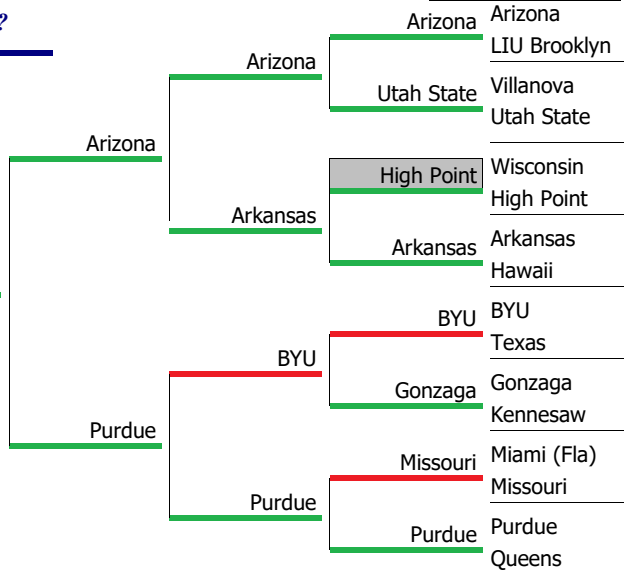 ?
Arizona
Arizona
LIU Brooklyn
Arizona
Utah State
Villanova
Utah State
Arizona
High Point
Wisconsin
High Point
Arkansas
Arkansas
Arkansas
Hawaii
BYU
BYU
Texas
BYU
Gonzaga
Gonzaga
Kennesaw
Purdue
Missouri
Miami (Fla)
Missouri
Purdue
Purdue
Purdue
Queens